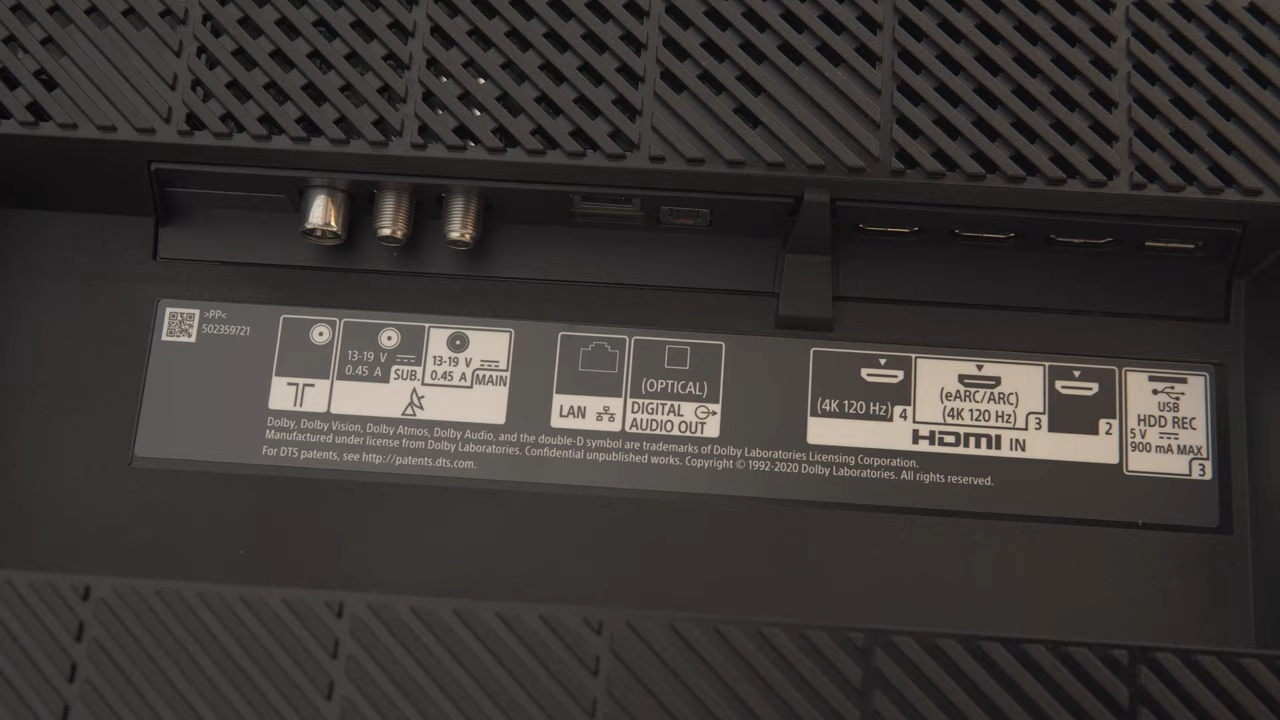 >PP<
502359721
13-19 V
0.45 A
SUB.
13-19 V
0.45 A
MAIN
LAN
(OPTICAL)
DIGITAL
AUDIO OUT
(4K 120 Hz)
4
(eARC/ARC)
(4K 120 Hz)
3
2
HDMI IN
USB
HDD REC
5 V
900 mA MAX
3
Dolby, Dolby Vision, Dolby Atmos, Dolby Audio, and the double-D symbol are trademarks of Dolby Laboratories Licensing Corporation.
Manufactured under license from Dolby Laboratories. Confidential unpublished works. Copyright © 1992-2020 Dolby Laboratories. All rights reserved.
For DTS patents, see http://patents.dts.com.